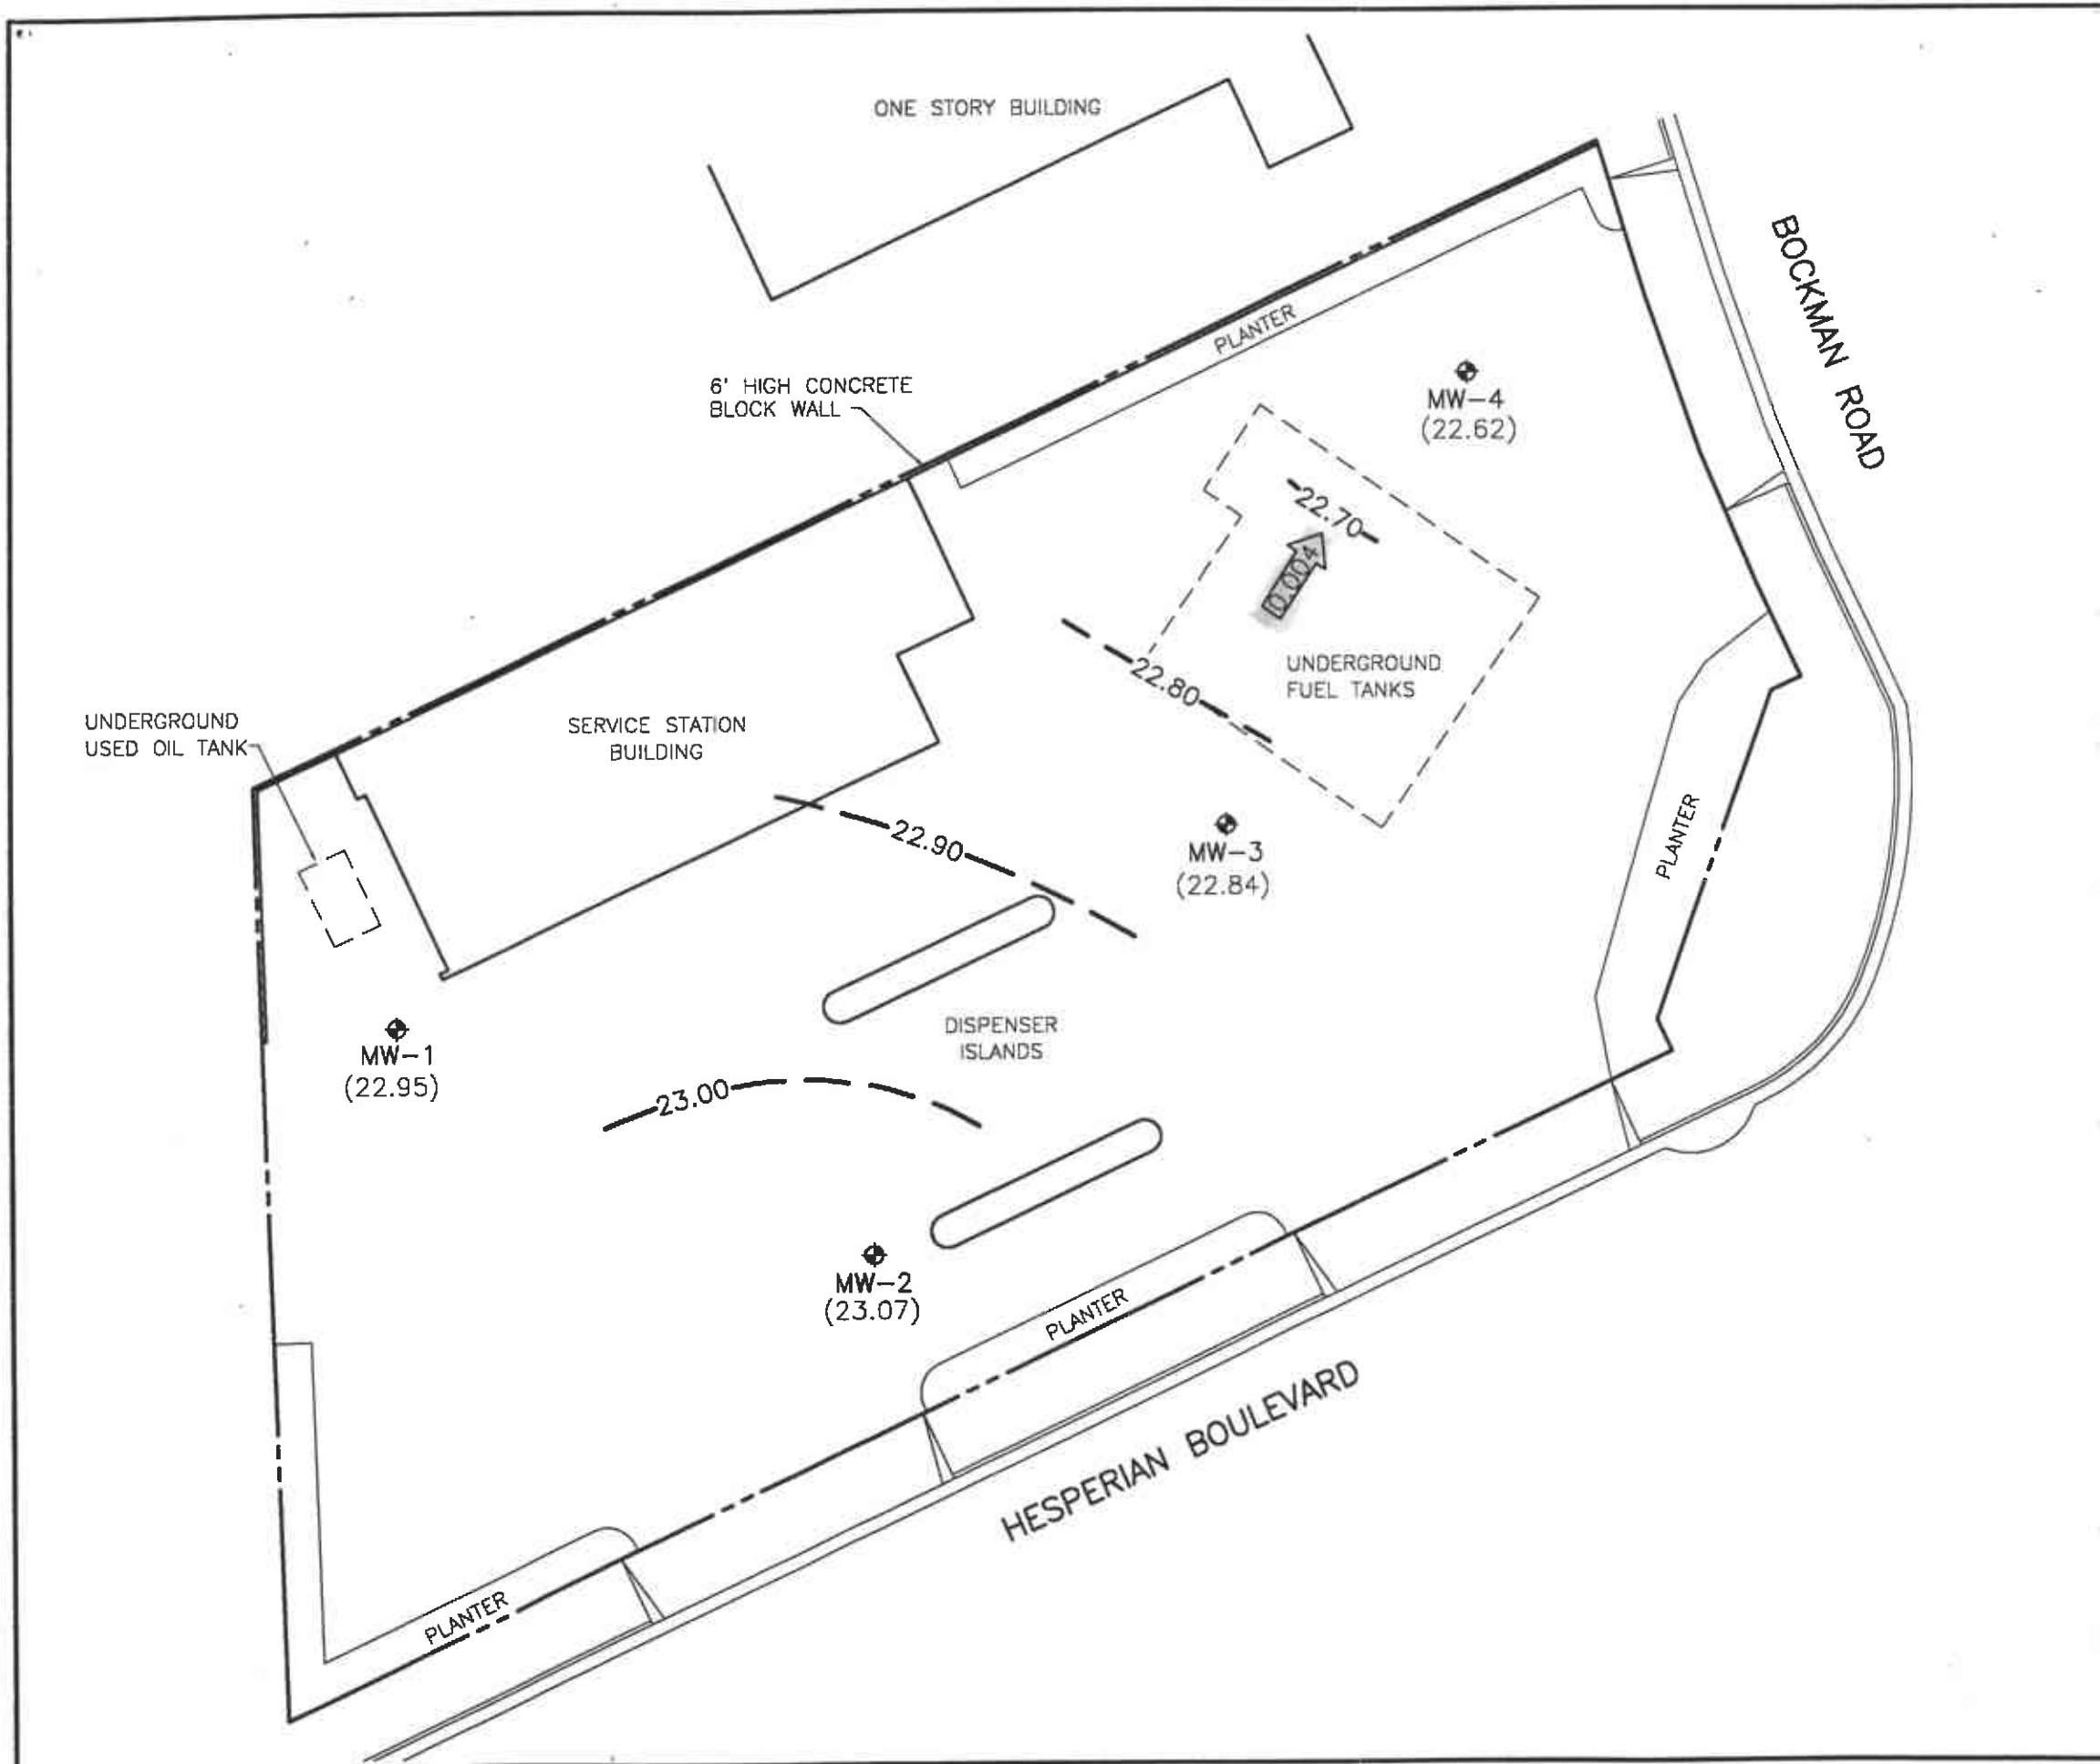 ONE STORY BUILDING
BOCKMAN ROAD
PLANTER
6' HIGH CONCRETE
BLOCK WALL
MW-4
(22.62)
22.70
0.004
UNDERGROUND
FUEL TANKS
22.80
UNDERGROUND
USED OIL TANK
SERVICE STATION
BUILDING
22.90
MW-3
(22.84)
PLANTER
DISPENSER
ISLANDS
MW-1
(22.95)
23.00
MW-2
(23.07)
PLANTER
HESPERIAN BOULEVARD
PLANTER